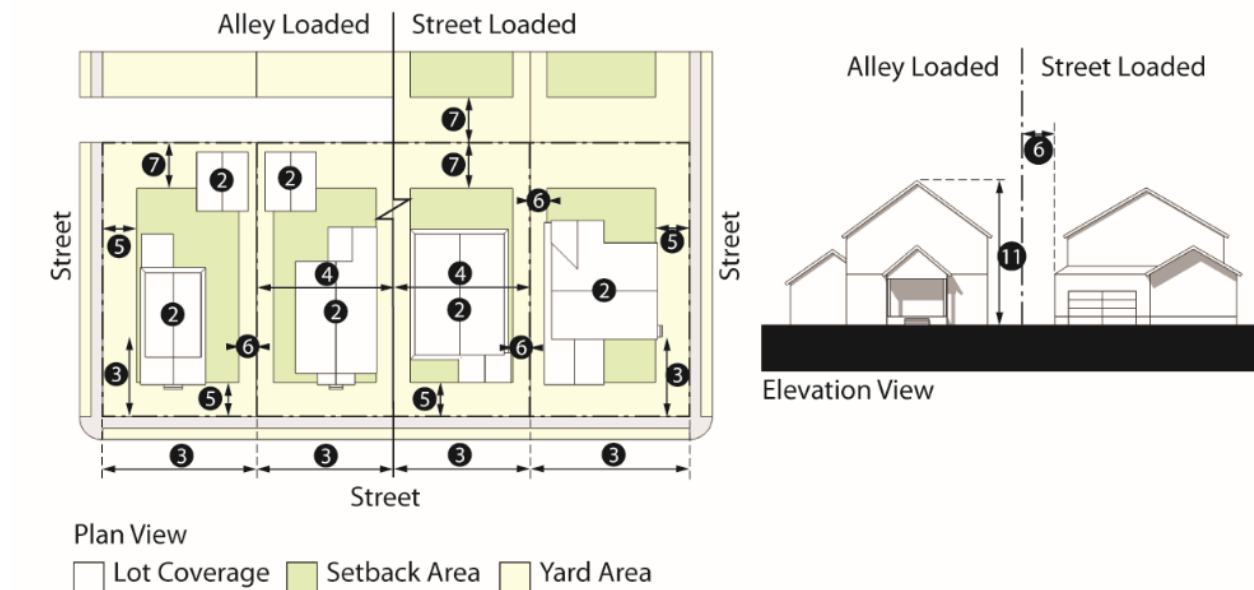 Alley Loaded Street Loaded
Alley Loaded Street Loaded
7
6
7 2 2 7
6
Street 5 5 Street
4 4
11
2 2 2 2
6 6
3 3
5 5
Elevation View
3 3 3 3
Street
Plan View
Lot Coverage Setback Area Yard Area